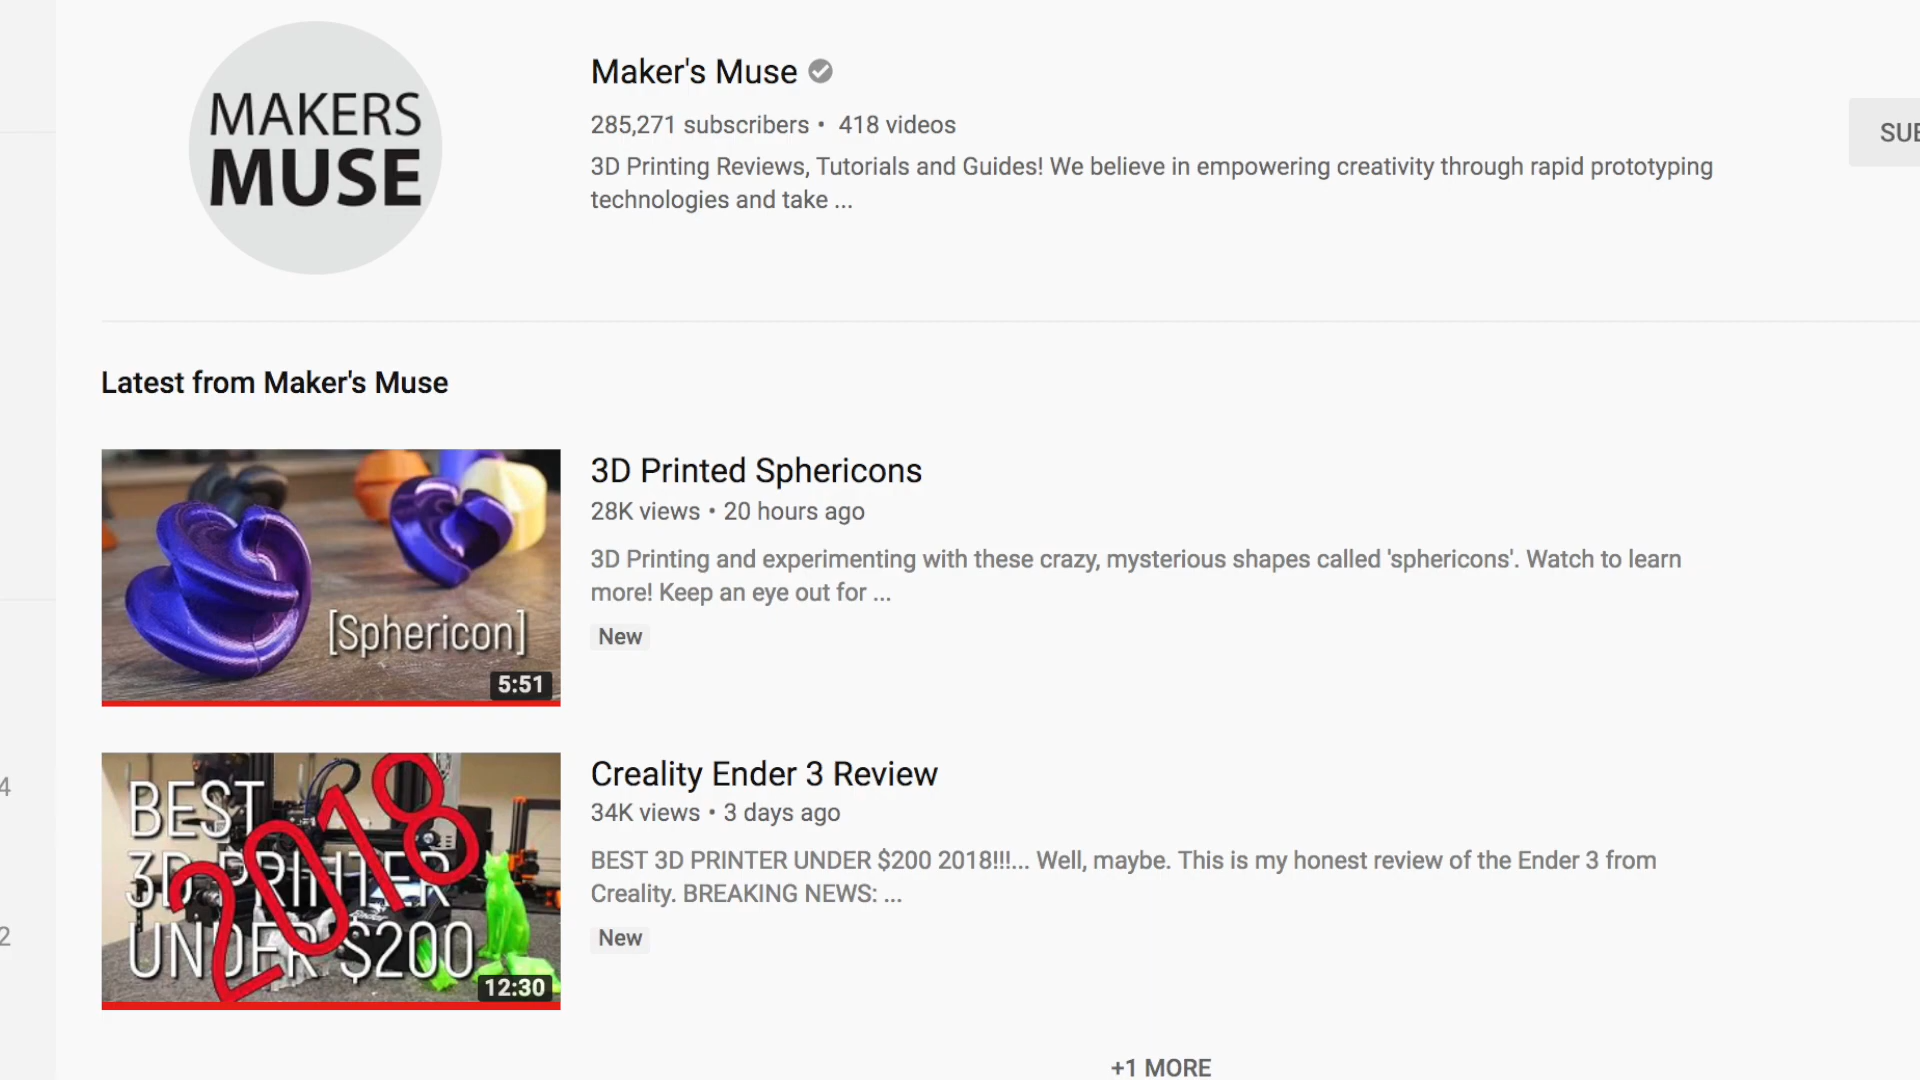 MAKERS
MUSE
Maker's Muse
285,271 subscribers • 418 videos
3D Printing Reviews, Tutorials and Guides! We believe in empowering creativity through rapid prototyping
technologies and take ...
SUB
Latest from Maker's Muse
[Sphericon]
5:51
3D Printed Sphericons
28K views • 20 hours ago
3D Printing and experimenting with these crazy, mysterious shapes called 'sphericons'. Watch to learn
more! Keep an eye out for ...
New
BEST
3D PRINTER
UNDER $200
2018
12:30
Creality Ender 3 Review
34K views • 3 days ago
BEST 3D PRINTER UNDER $200 2018!!!... Well, maybe. This is my honest review of the Ender 3 from
Creality. BREAKING NEWS: ...
New
4
2
+1 MORE